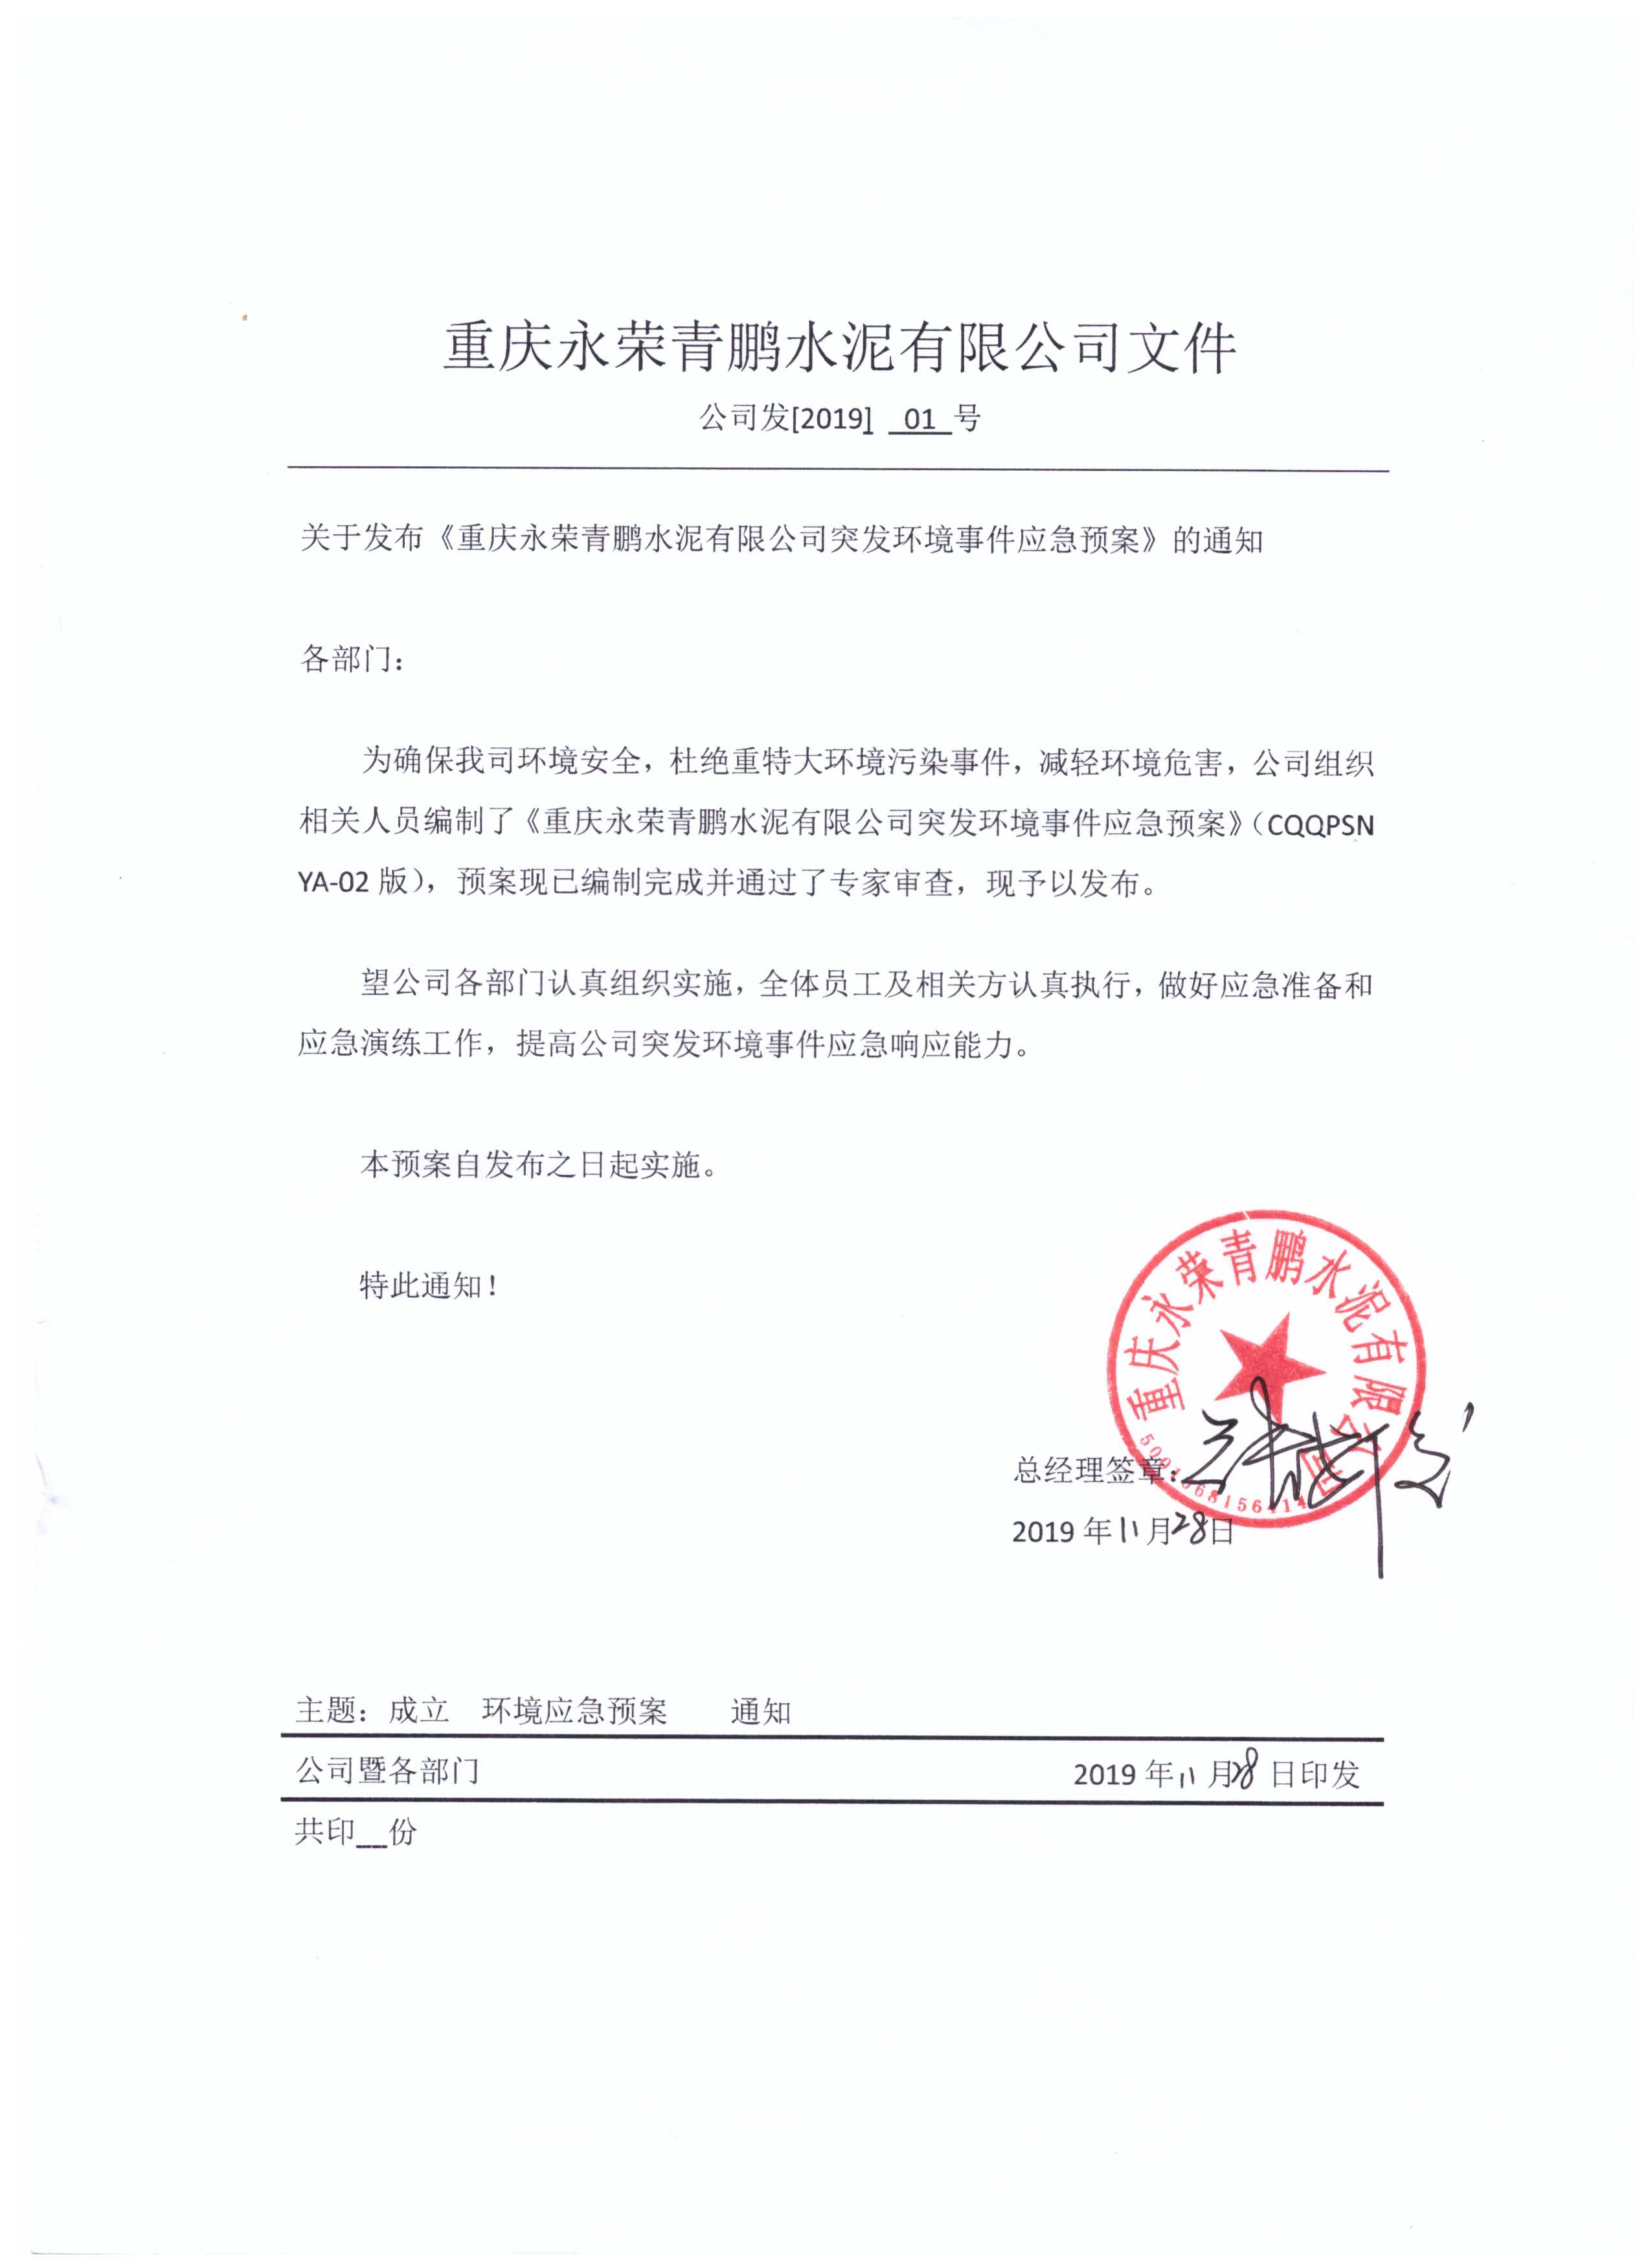 重庆永荣青鹏水泥有限公司文件
公司发[2019] 01 号
关于发布《重庆永荣青鹏水泥有限公司突发环境事件应急预案》的通知
各部门：
为确保我司环境安全，杜绝重特大环境污染事件，减轻环境危害，公司组织
相关人员编制了《重庆永荣青鹏水泥有限公司突发环境事件应急预案》（CQQPSN
YA-02 版），预案现已编制完成并通过了专家审查，现予以发布。
望公司各部门认真组织实施，全体员工及相关方认真执行，做好应急准备和
应急演练工作，提高公司突发环境事件应急响应能力。
本预案自发布之日起实施。
特此通知！
重庆永荣青鹏水泥有限公司
总经理签章：
2019 年 11 月 28 日
主题：成立 环境应急预案 通知
公司暨各部门 2019 年 11 月 28 日印发
共印__份